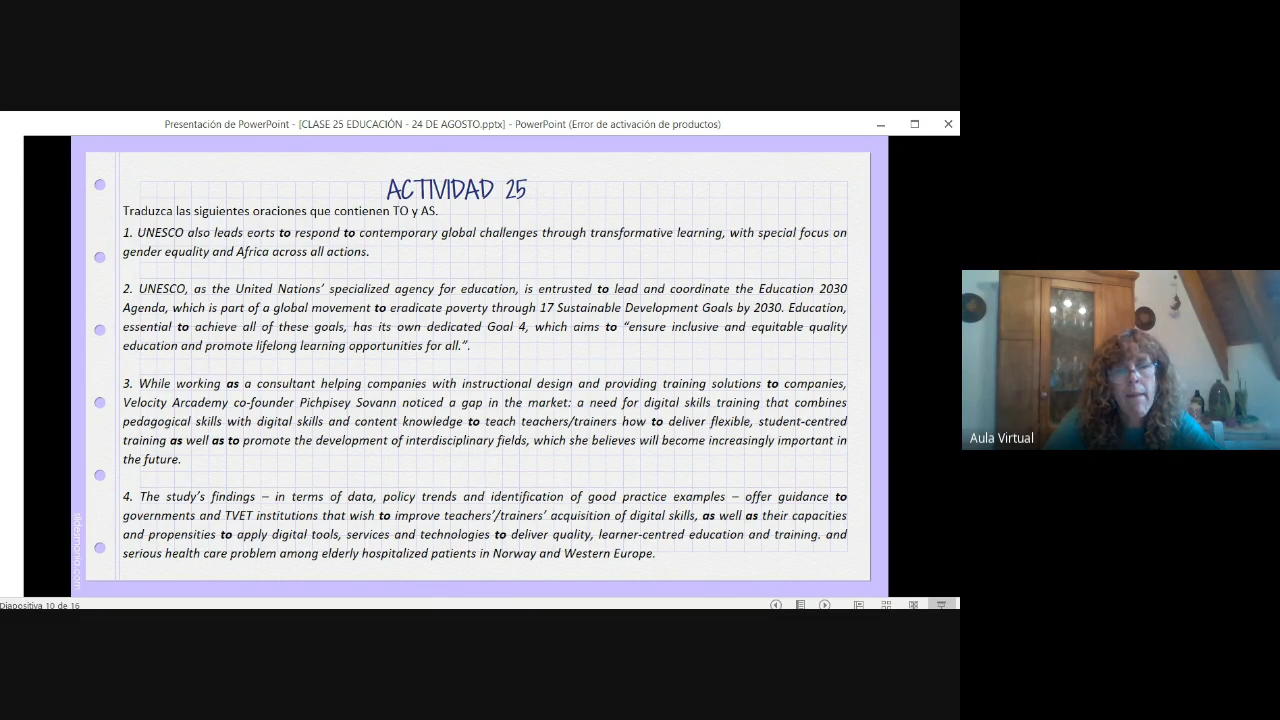 Presentación de PowerPoint - [CLASE 25 EDUCACIÓN - 24 DE AGOSTO.pptx] - PowerPoint (Error de activación de productos)
ACTIVIDAD 25
Traduzca las siguientes oraciones que contienen TO y AS.
1. UNESCO also leads eorts to respond to contemporary global challenges through transformative learning, with special focus on
gender equality and Africa across all actions.
2. UNESCO, as the United Nations' specialized agency for education, is entrusted to lead and coordinate the Education 2030
Agenda, which is part of a global movement to eradicate poverty through 17 Sustainable Development Goals by 2030. Education,
essential to achieve all of these goals, has its own dedicated Goal 4, which aims to “ensure inclusive and equitable quality
education and promote lifelong learning opportunities for all.”.
3. While working as a consultant helping companies with instructional design and providing training solutions to companies,
Velocity Arcademy co-founder Pichpisey Sovann noticed a gap in the market: a need for digital skills training that combines
pedagogical skills with digital skills and content knowledge to teach teachers/trainers how to deliver flexible, student-centred
training as well as to promote the development of interdisciplinary fields, which she believes will become increasingly important in
the future.
4. The study's findings – in terms of data, policy trends and identification of good practice examples – offer guidance to
governments and TVET institutions that wish to improve teachers'/trainers' acquisition of digital skills, as well as their capacities
and propensities to apply digital tools, services and technologies to deliver quality, learner-centred education and training. and
serious health care problem among elderly hospitalized patients in Norway and Western Europe.
slidesmania.com
Diapositiva 10 de 16
Aula Virtual